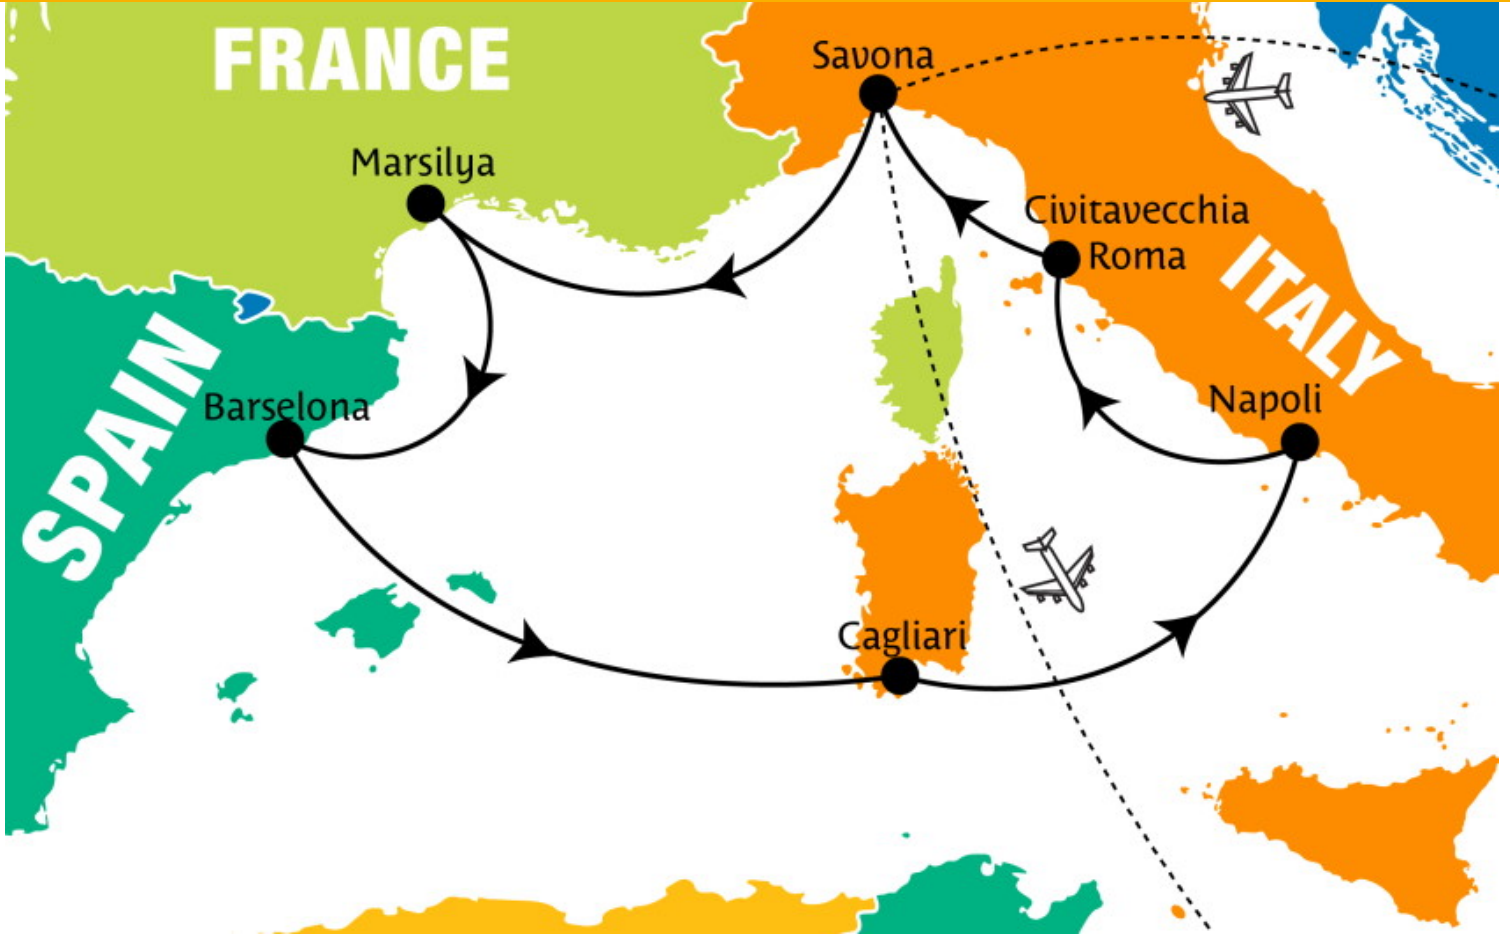 FRANCE
Savona
Marsilya
Civitavecchia
Roma
ITALY
SPAIN
Barselona
Napoli
Cagliari